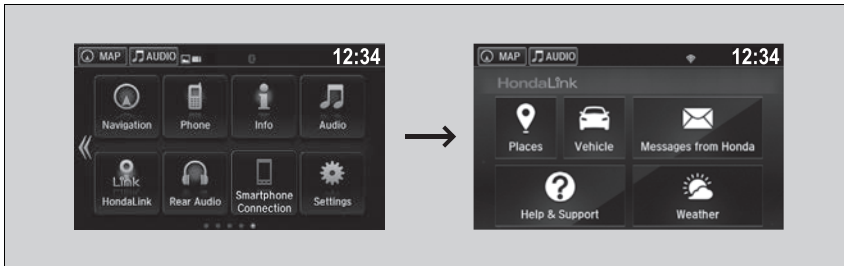 MAP AUDIO 12:34
Navigation Phone Info Audio
Link
HondaLink Rear Audio Smartphone Connection Settings
MAP AUDIO 12:34
HondaLink
Places Vehicle Messages from Honda
Help & Support Weather